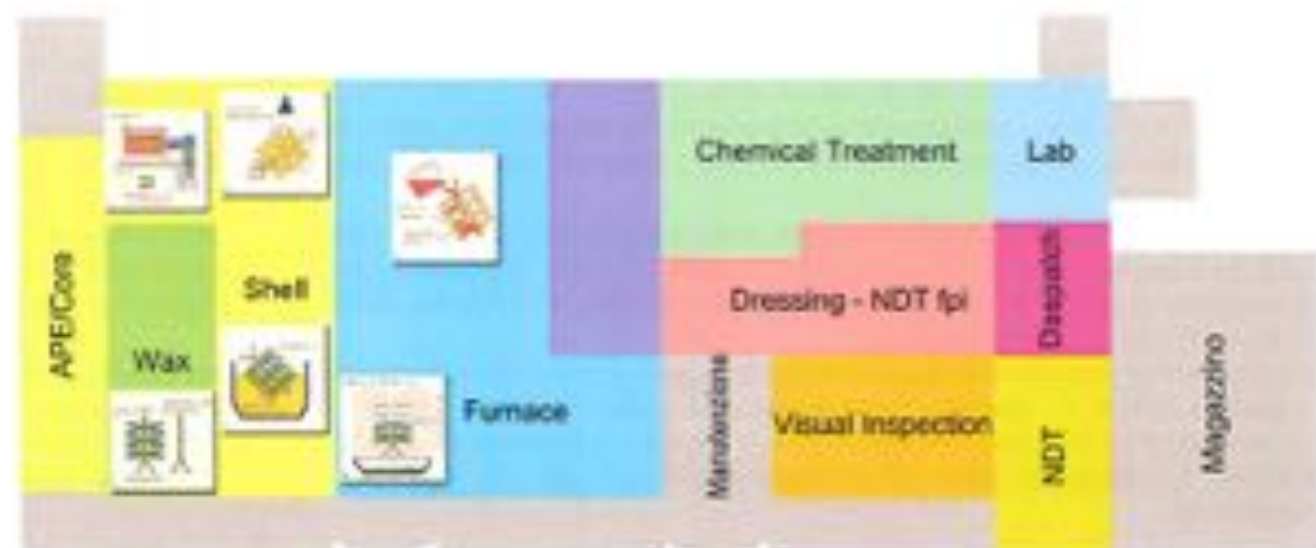 Chemical Treatment
Lab
APE/Core
Shell
Wax
Dressing - NDT fpi
Despatch
Furnace
Manutenzione
Visual Inspection
NDT
Magazzino